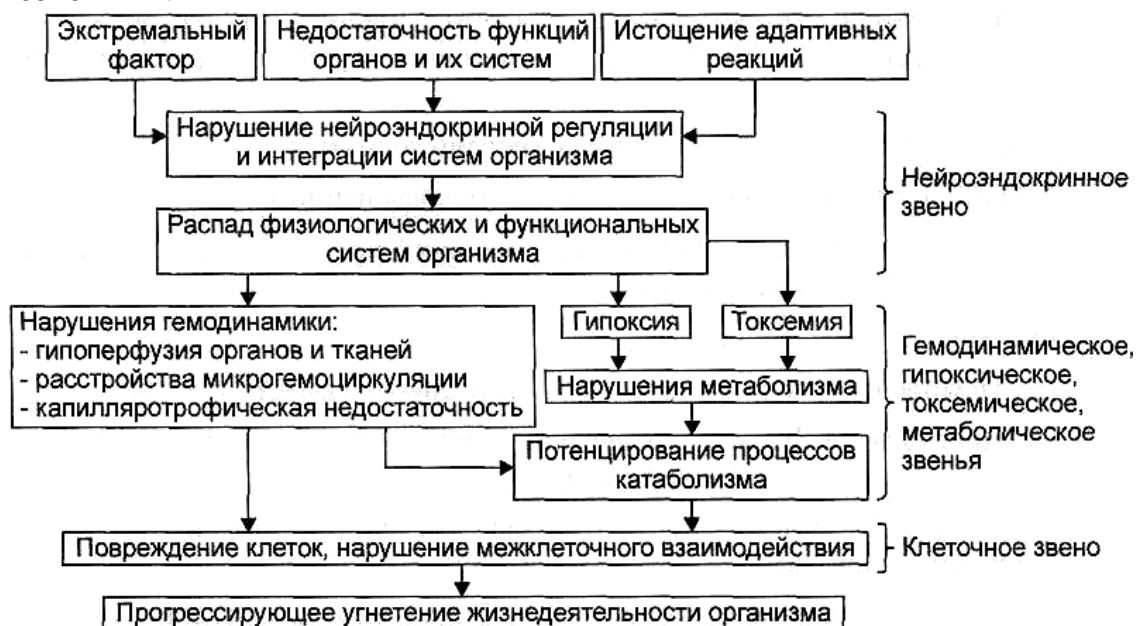 Экстремальный
фактор
Недостаточность функций
органов и их систем
Истощение адаптивных
реакций
Нарушение нейроэндокринной регуляции
и интеграции систем организма
Распад физиологических и функциональных
систем организма
Нейроэндокринное
звено
Нарушения гемодинамики:
- гипоперфузия органов и тканей
- расстройства микрогемоциркуляции
- капилляротрофическая недостаточность
Гипоксия
Токсемия
Нарушения метаболизма
Потенцирование процессов
катаболизма
Гемодинамическое,
гипоксическое,
токсемическое,
метаболическое
звенья
Повреждение клеток, нарушение межклеточного взаимодействия
Клеточное звено
Прогрессирующее угнетение жизнедеятельности организма